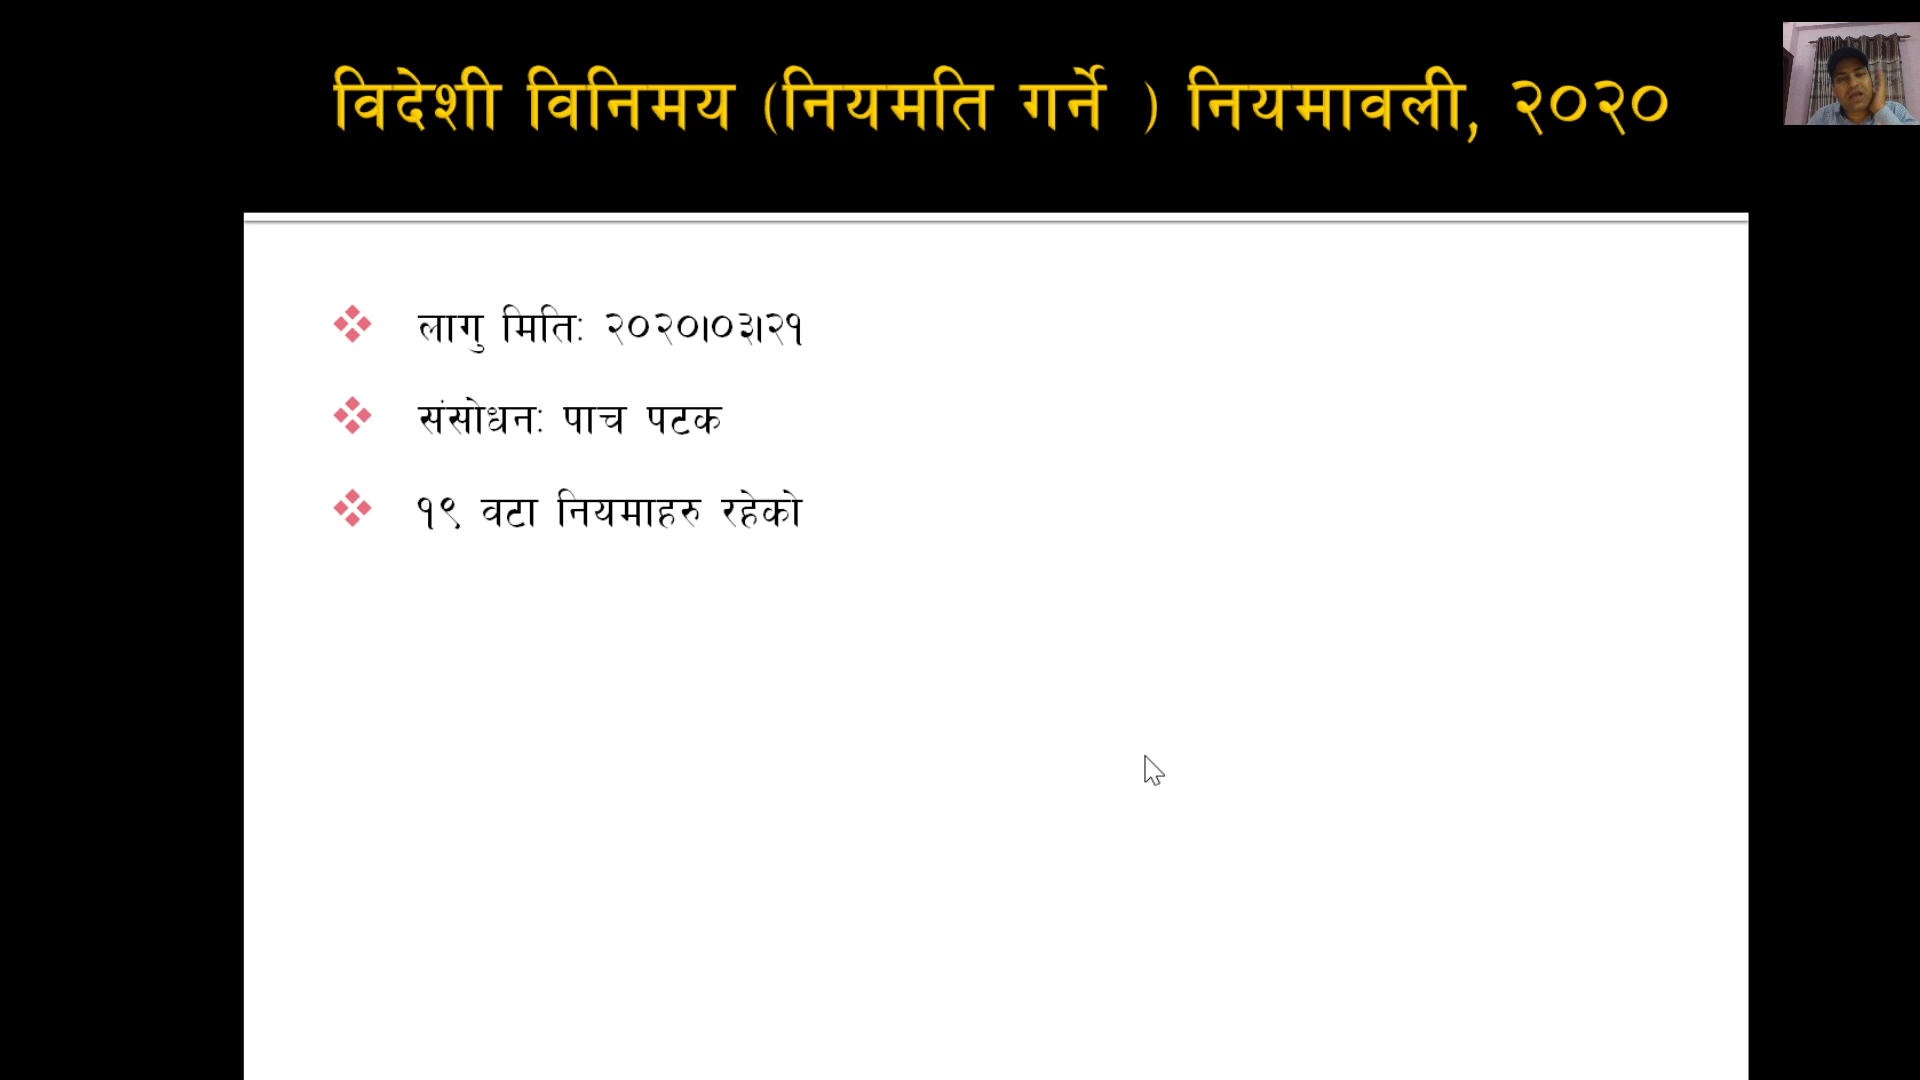 विदेशी विनिमय (नियमति गर्ने ) नियमावली, २०२०
लागु मितिः २०२०।०३।२१
संसोधनः पाच पटक
१९ वटा नियमाहरु रहेको